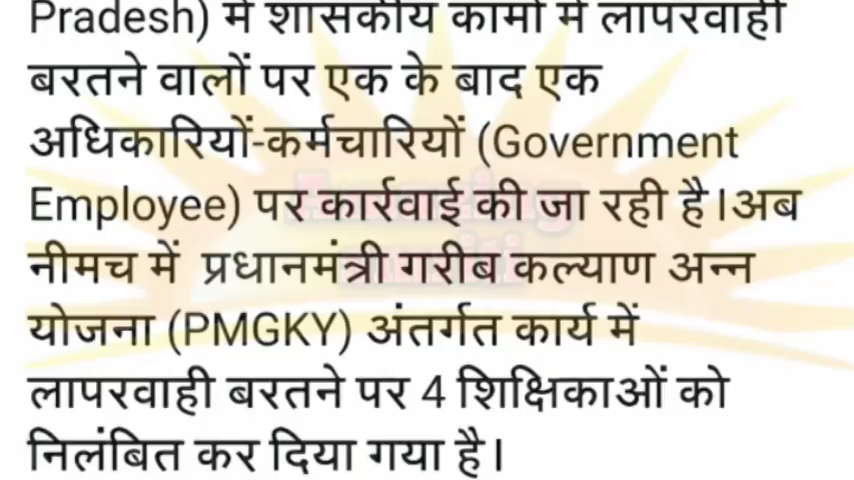 Pradesh) में शासकीय कामों में लापरवाही
बरतने वालों पर एक के बाद एक
अधिकारियों-कर्मचारियों (Government
Employee) पर कार्रवाई की जा रही है।अब
नीमच में प्रधानमंत्री गरीब कल्याण अन्न
योजना (PMGKY) अंतर्गत कार्य में
लापरवाही बरतने पर 4 शिक्षिकाओं को
निलंबित कर दिया गया है।